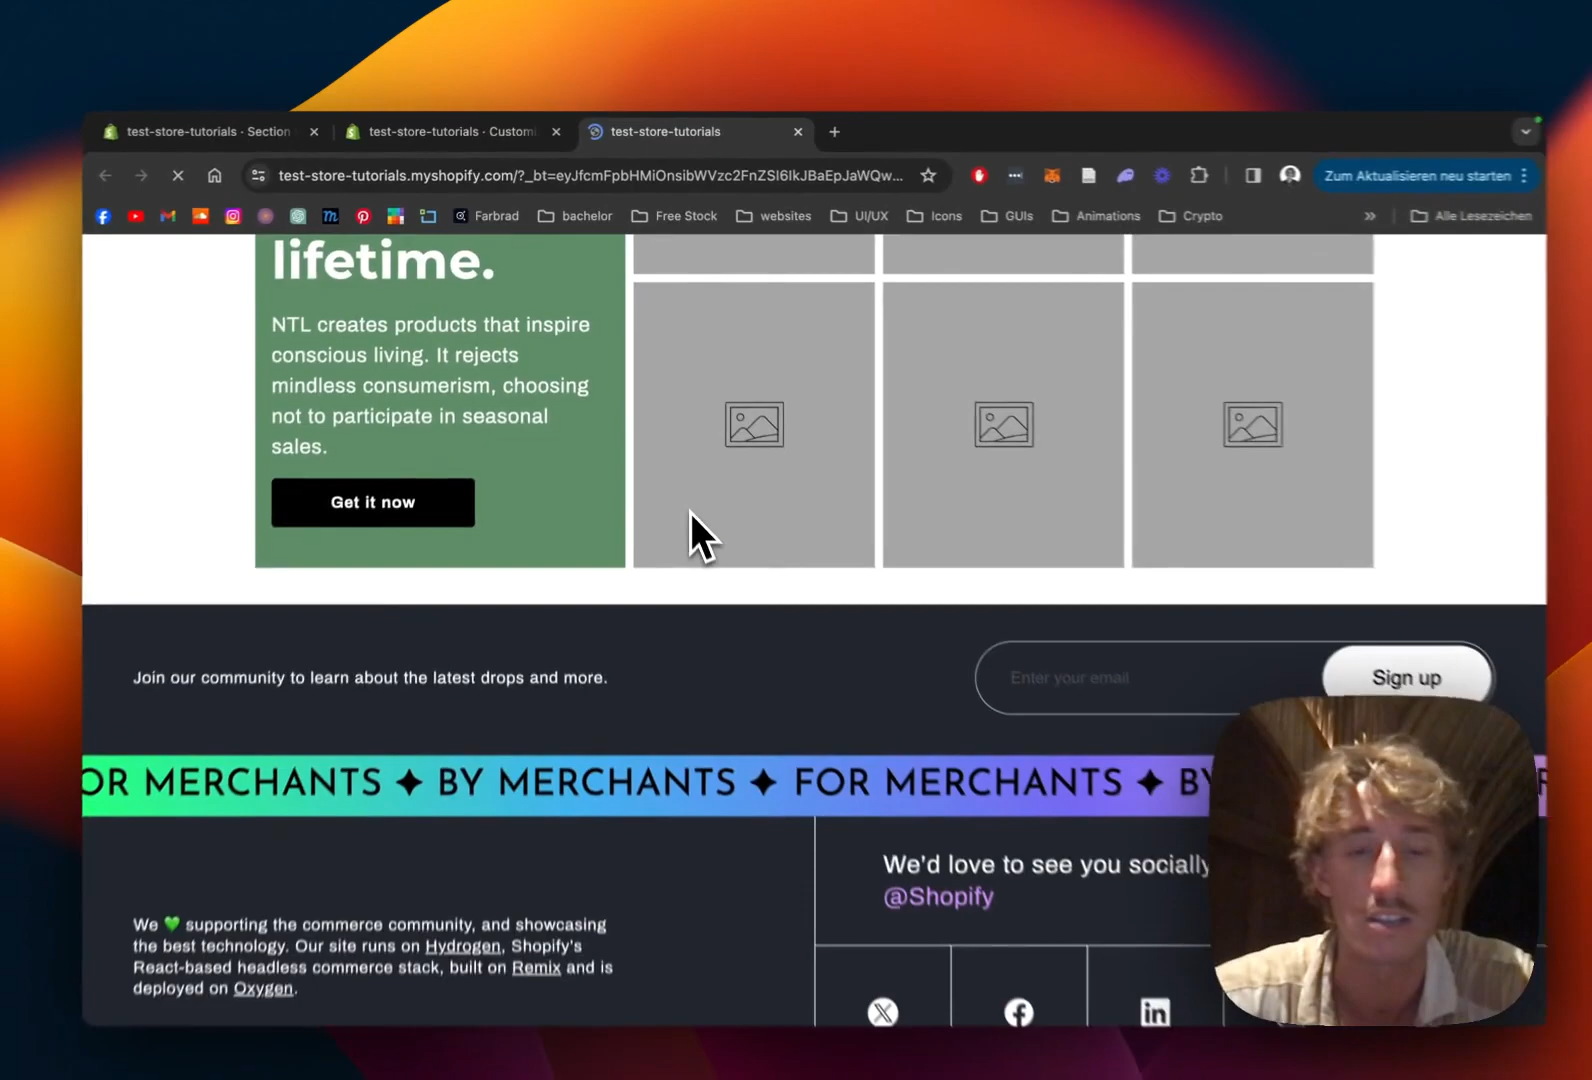 test-store-tutorials · Section
test-store-tutorials · Customi
test-store-tutorials
test-store-tutorials.myshopify.com/?_bt=eyJfcmFpbHMiOnsibWVzc2FnZSI6IkJBaEpJaWQw...
Zum Aktualisieren neu starten
Farbrad
bachelor
Free Stock
websites
UI/UX
Icons
GUIs
Animations
Crypto
Alle Lesezeichen
lifetime.
NTL creates products that inspire
conscious living. It rejects
mindless consumerism, choosing
not to participate in seasonal
sales.
Get it now
Join our community to learn about the latest drops and more.
Enter your email
Sign up
OR MERCHANTS ✦ BY MERCHANTS ✦ FOR MERCHANTS ✦ BY
We'd love to see you socially
@Shopify
We 💚 supporting the commerce community, and showcasing
the best technology. Our site runs on Hydrogen, Shopify's
React-based headless commerce stack, built on Remix and is
deployed on Oxygen.